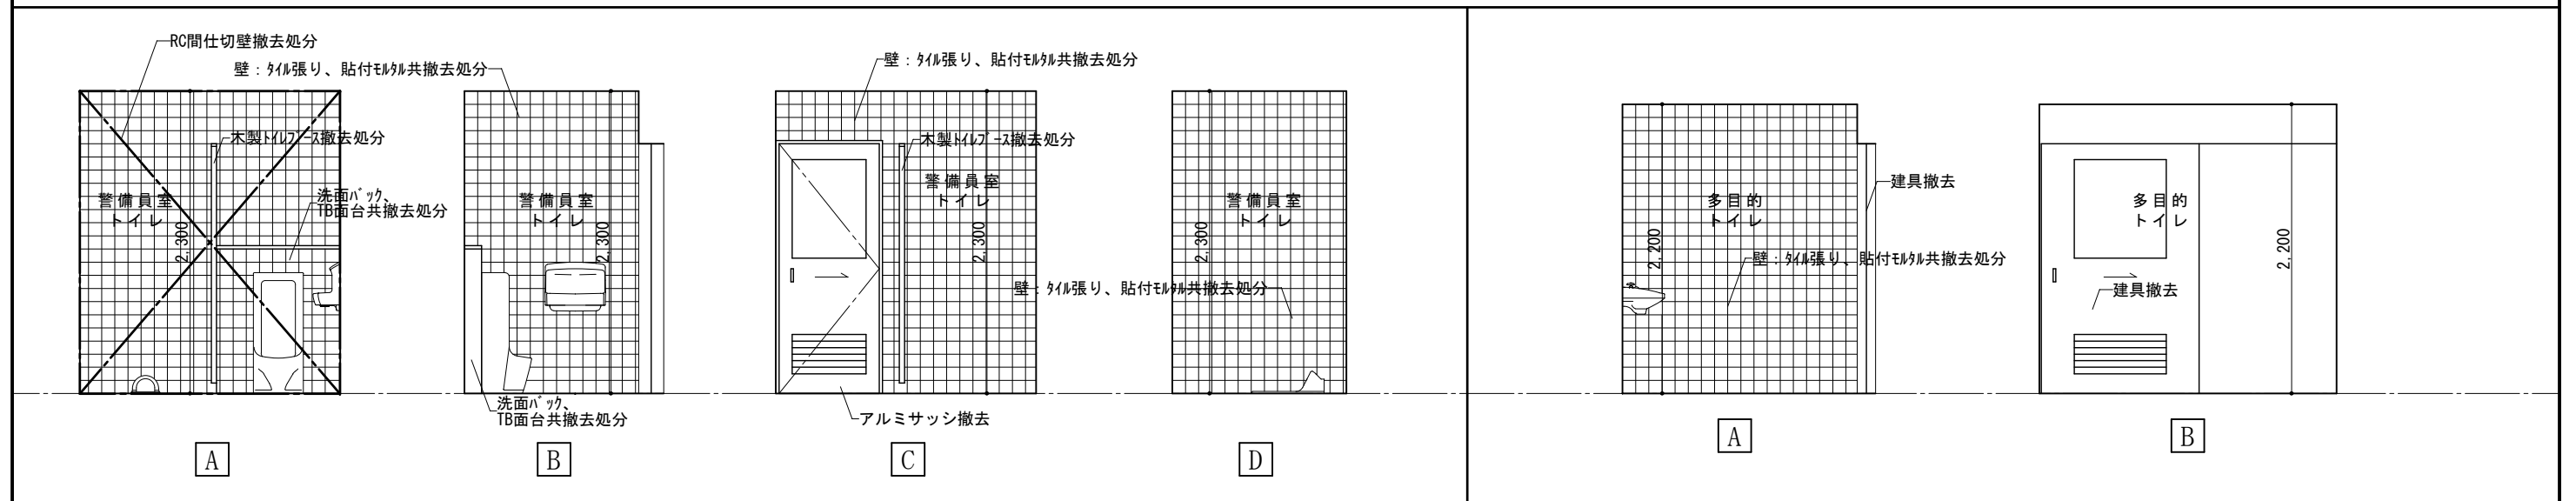 RC間仕切壁撤去処分
壁：ﾀｲﾙ張り、貼付ﾓﾙﾀﾙ共撤去処分
木製ﾄｲﾚﾌﾞｰｽ撤去処分
警備員室
トイレ
2,300
洗面ﾊﾞｯｸ、
TB面台共撤去処分
A
警備員室
トイレ
2,300
洗面ﾊﾞｯｸ、
TB面台共撤去処分
B
壁：ﾀｲﾙ張り、貼付ﾓﾙﾀﾙ共撤去処分
木製ﾄｲﾚﾌﾞｰｽ撤去処分
警備員室
トイレ
2,300
アルミサッシ撤去
C
警備員室
トイレ
2,300
壁：ﾀｲﾙ張り、貼付ﾓﾙﾀﾙ共撤去処分
D
多目的
トイレ
2,200
建具撤去
壁：ﾀｲﾙ張り、貼付ﾓﾙﾀﾙ共撤去処分
A
多目的
トイレ
2,200
建具撤去
B